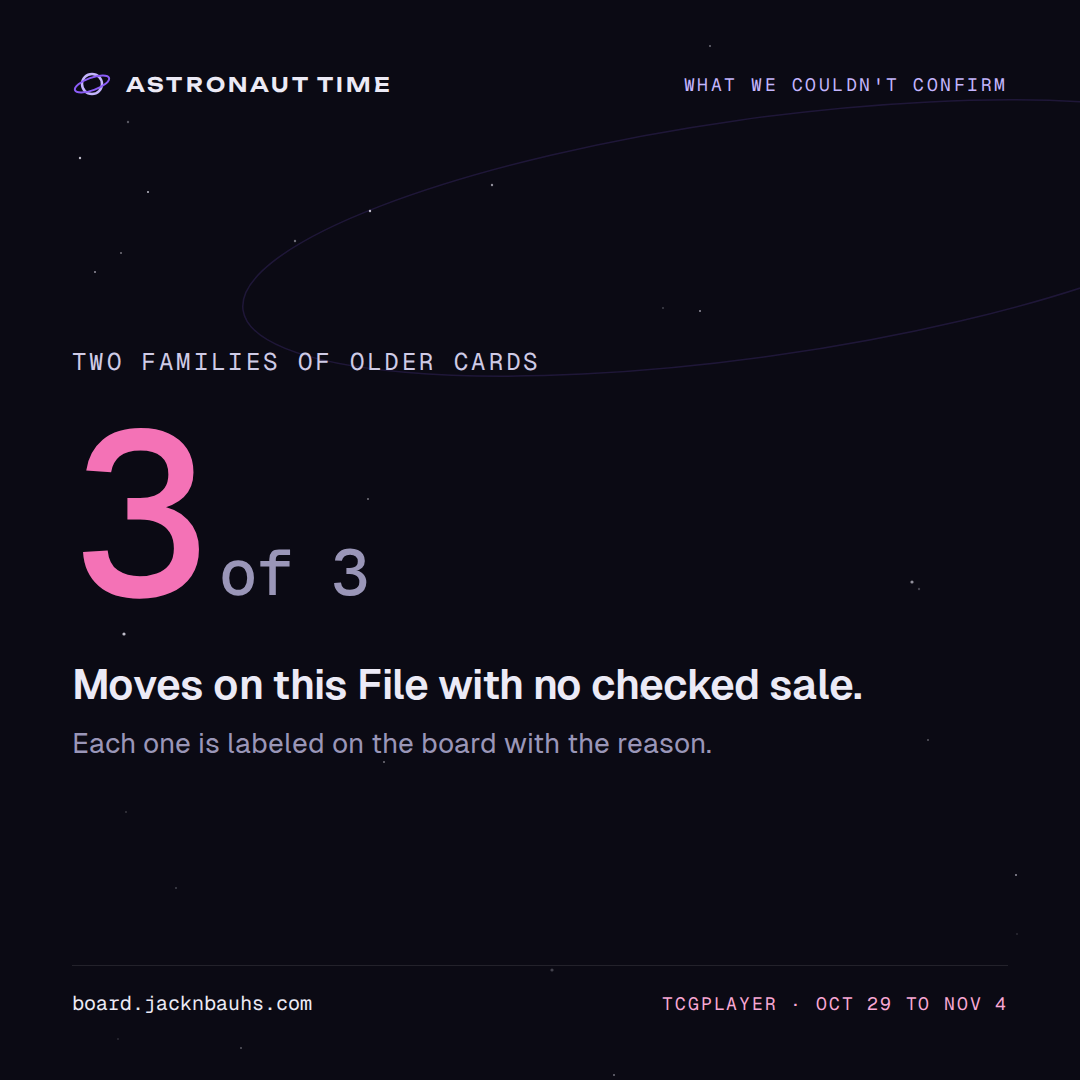 ASTRONAUT TIME
WHAT WE COULDN'T CONFIRM
TWO FAMILIES OF OLDER CARDS
3 of 3
Moves on this File with no checked sale.
Each one is labeled on the board with the reason.
board.jacknbauhs.com
TCGPLAYER · OCT 29 TO NOV 4